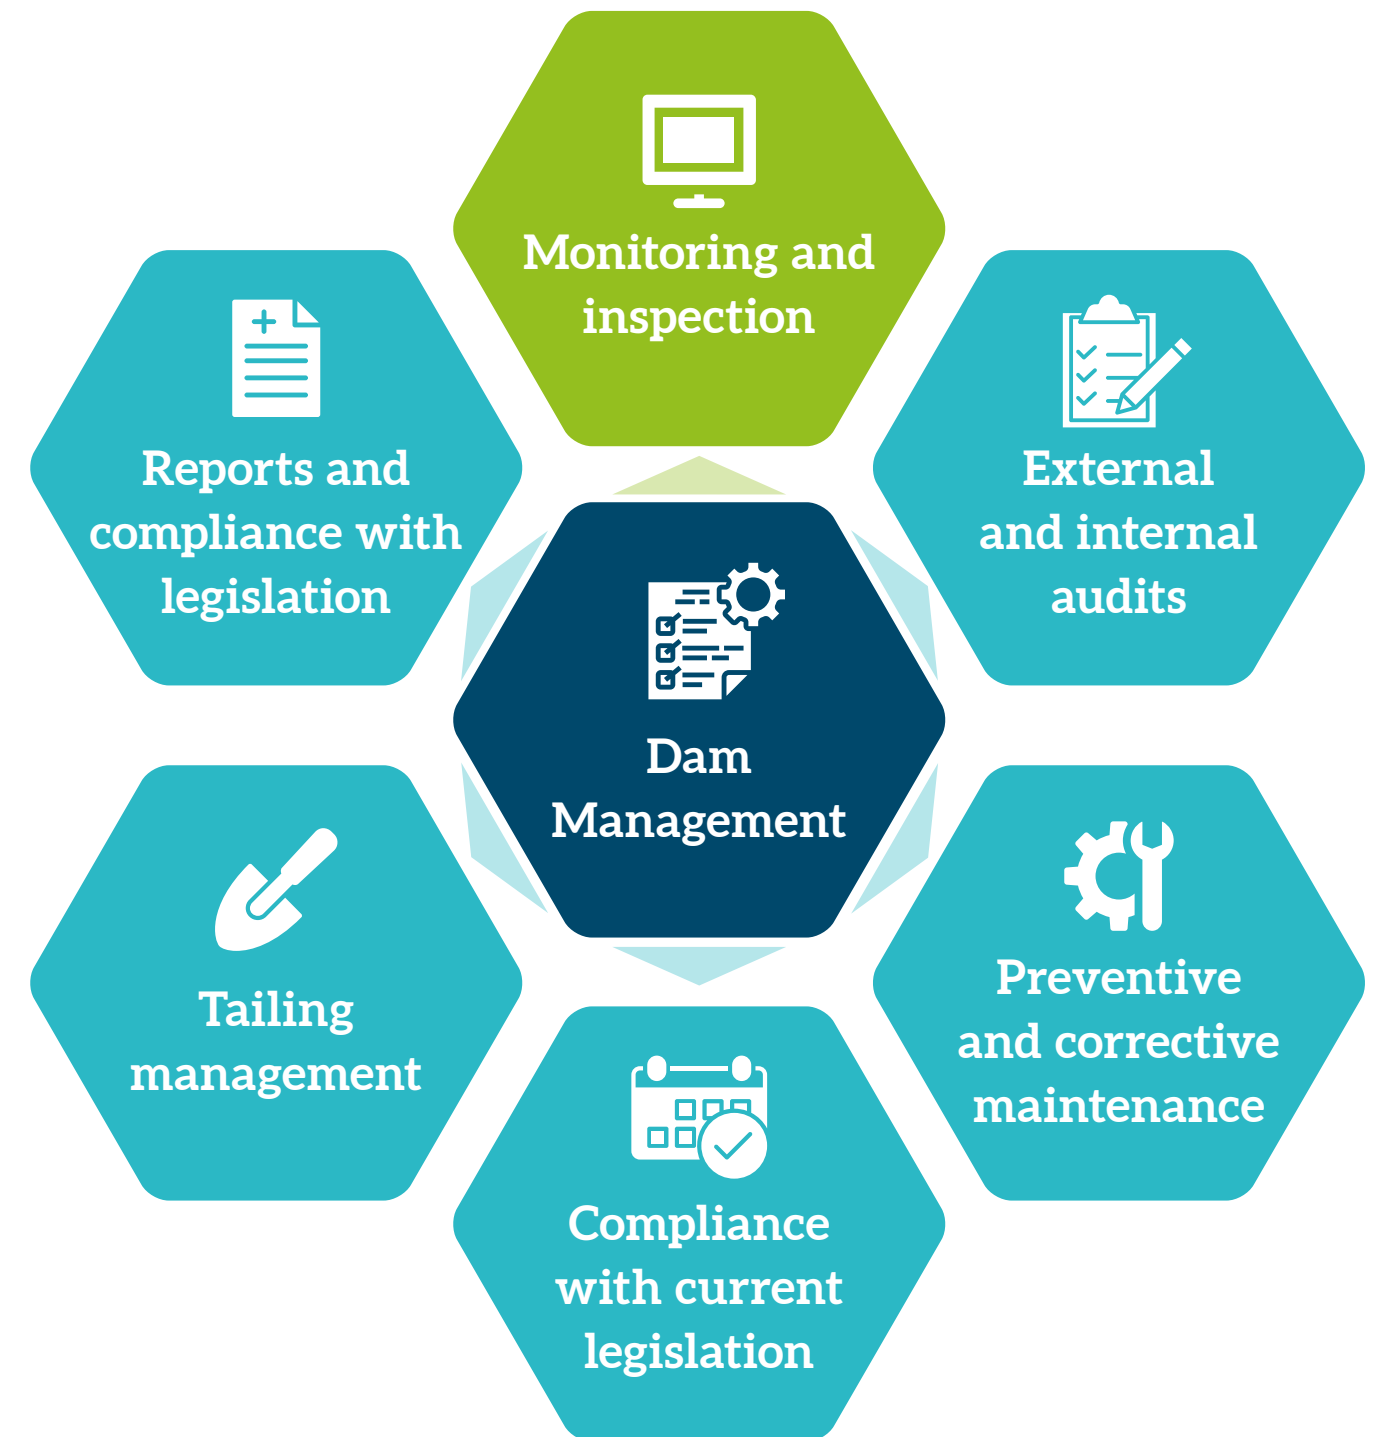 Monitoring and
inspection
Reports and
compliance with
legislation
External
and internal
audits
Dam
Management
Tailing
management
Preventive
and corrective
maintenance
Compliance
with current
legislation